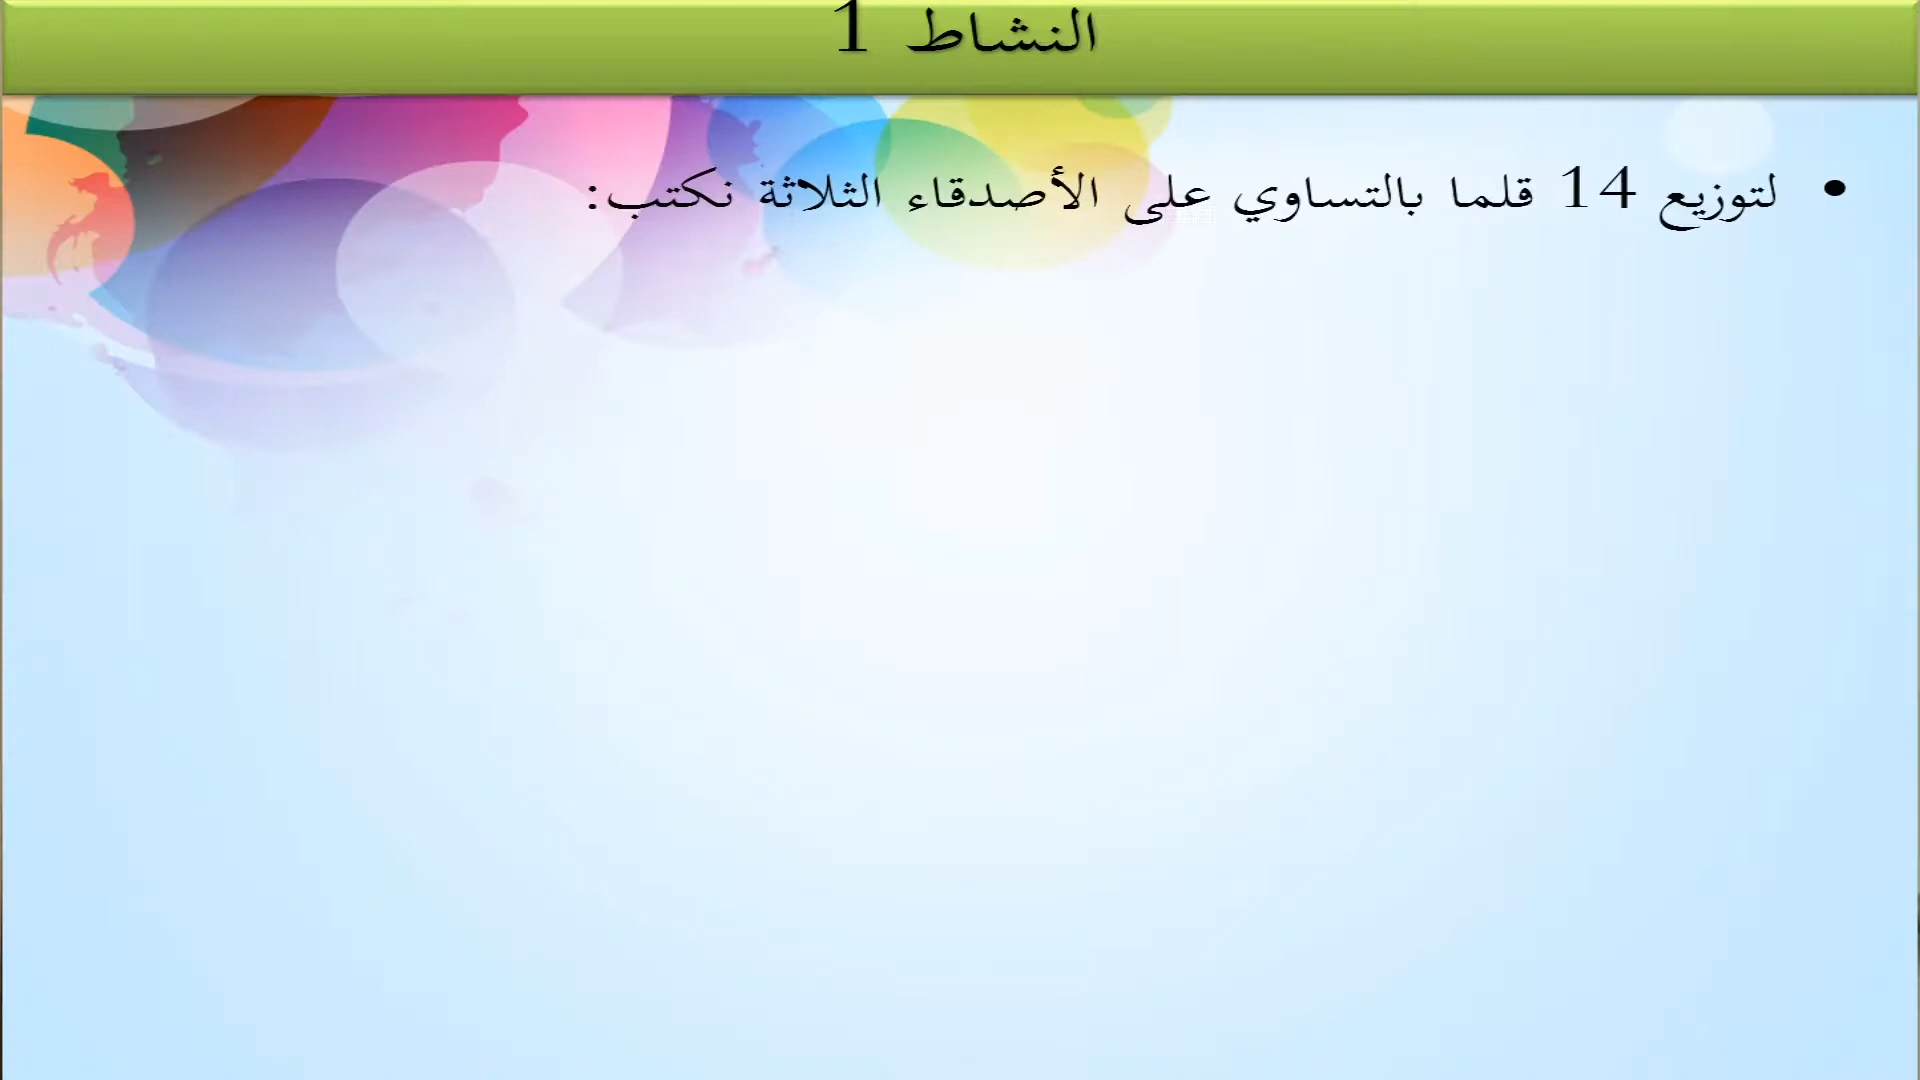 النشاط 1
• لتوزيع 14 قلما بالتساوي على الأصدقاء الثلاثة نكتب: